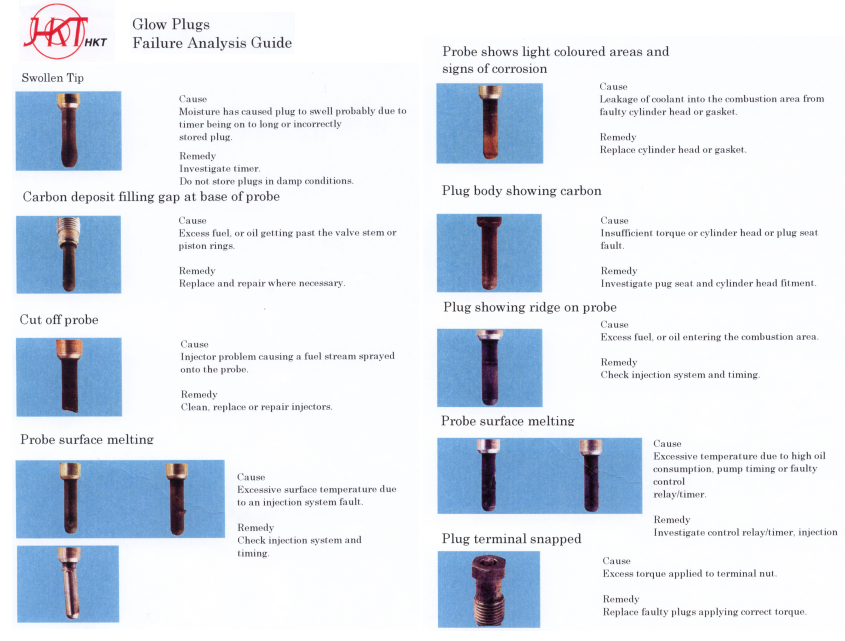 HKT HKT
Glow Plugs
Failure Analysis Guide
Swollen Tip
Cause
Moisture has caused plug to swell probably due to
timer being on to long or incorrectly
stored plug.
Remedy
Investigate timer.
Do not store plugs in damp conditions.
Carbon deposit filling gap at base of probe
Cause
Excess fuel, or oil getting past the valve stem or
piston rings.
Remedy
Replace and repair where necessary.
Cut off probe
Cause
Injector problem causing a fuel stream sprayed
onto the probe.
Remedy
Clean, replace or repair injectors.
Probe surface melting
Cause
Excessive surface temperature due
to an injection system fault.
Remedy
Check injection system and
timing.
Probe shows light coloured areas and
signs of corrosion
Cause
Leakage of coolant into the combustion area from
faulty cylinder head or gasket.
Remedy
Replace cylinder head or gasket.
Plug body showing carbon
Cause
Insufficient torque or cylinder head or plug seat
fault.
Remedy
Investigate pug seat and cylinder head fitment.
Plug showing ridge on probe
Cause
Excess fuel, or oil entering the combustion area.
Remedy
Check injection system and timing.
Probe surface melting
Cause
Excessive temperature due to high oil
consumption, pump timing or faulty
control
relay/timer.
Remedy
Investigate control relay/timer, injection
Plug terminal snapped
Cause
Excess torque applied to terminal nut.
Remedy
Replace faulty plugs applying correct torque.